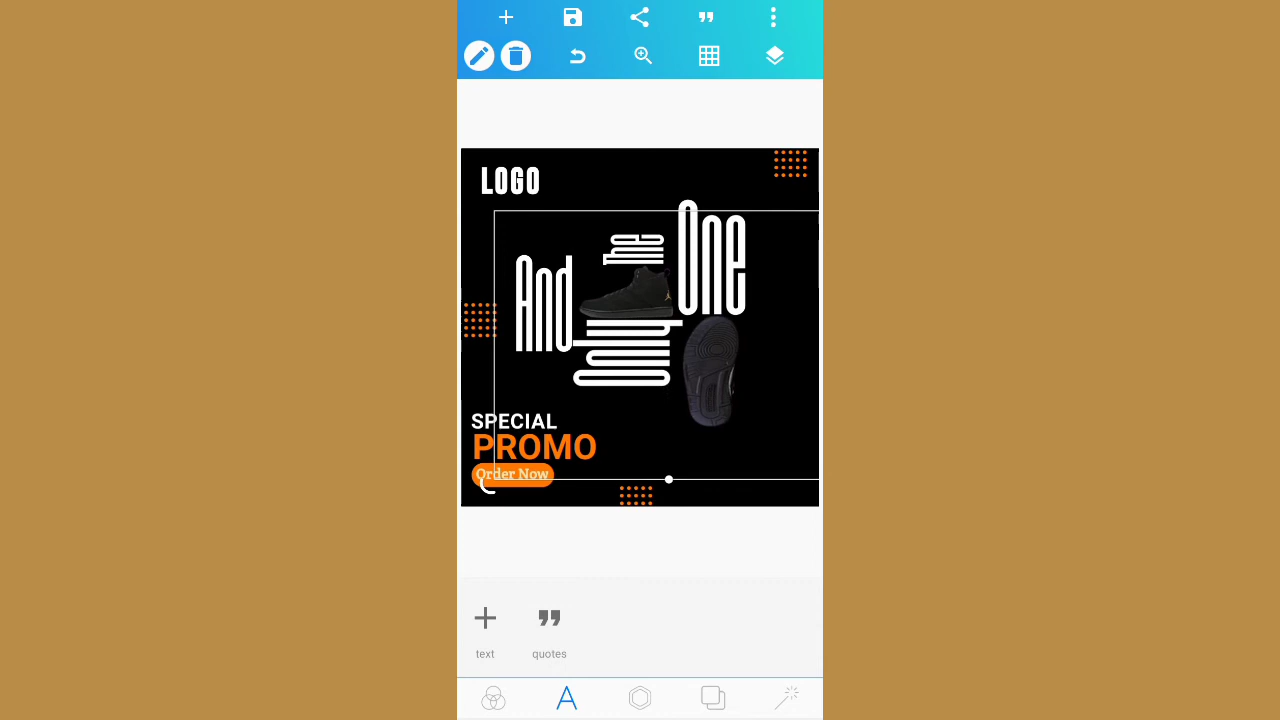 LOGO
And
The
Only
One
SPECIAL
PROMO
Order Now
text
quotes